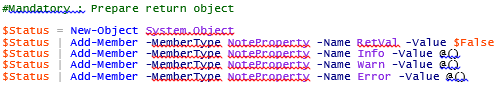 #Mandatory : Prepare return object
$Status = New-Object System.Object
$Status | Add-Member -MemberType NoteProperty -Name RetVal -Value $False
$Status | Add-Member -MemberType NoteProperty -Name Info -Value @()
$Status | Add-Member -MemberType NoteProperty -Name Warn -Value @()
$Status | Add-Member -MemberType NoteProperty -Name Error -Value @()